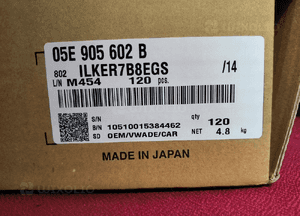 05E 905 602 B
802 ILKER7B8EGS /14
L/N M454 120 pcs.
S/N
B/N 10510015384462
SD OEM/VWADE/CAR
qty 120
NET 4.8 kg
MADE IN JAPAN